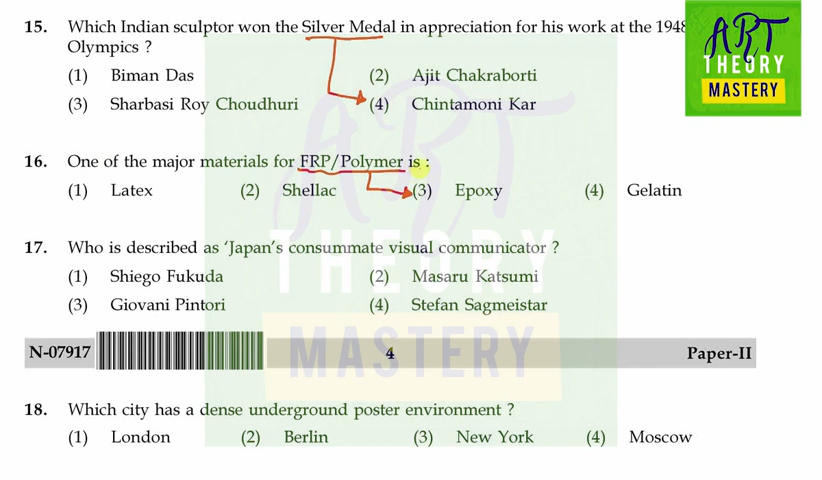 15. Which Indian sculptor won the Silver Medal in appreciation for his work at the 1948
Olympics ?
(1) Biman Das (2) Ajit Chakraborti
(3) Sharbasi Roy Choudhuri (4) Chintamoni Kar
ART
THEORY
MASTERY
16. One of the major materials for FRP/Polymer is :
(1) Latex (2) Shellac (3) Epoxy (4) Gelatin
17. Who is described as ‘Japan’s consummate visual communicator ?
(1) Shiego Fukuda (2) Masaru Katsumi
(3) Giovani Pintori (4) Stefan Sagmeistar
ART
THEORY
MASTERY
N-07917 4 Paper-II
18. Which city has a dense underground poster environment ?
(1) London (2) Berlin (3) New York (4) Moscow